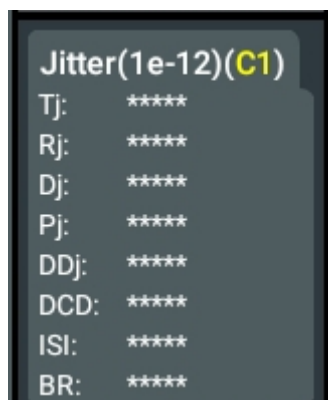 Jitter(1e-12)(C1)
Tj: *****
Rj: *****
Dj: *****
Pj: *****
DDj: *****
DCD: *****
ISI: *****
BR: *****